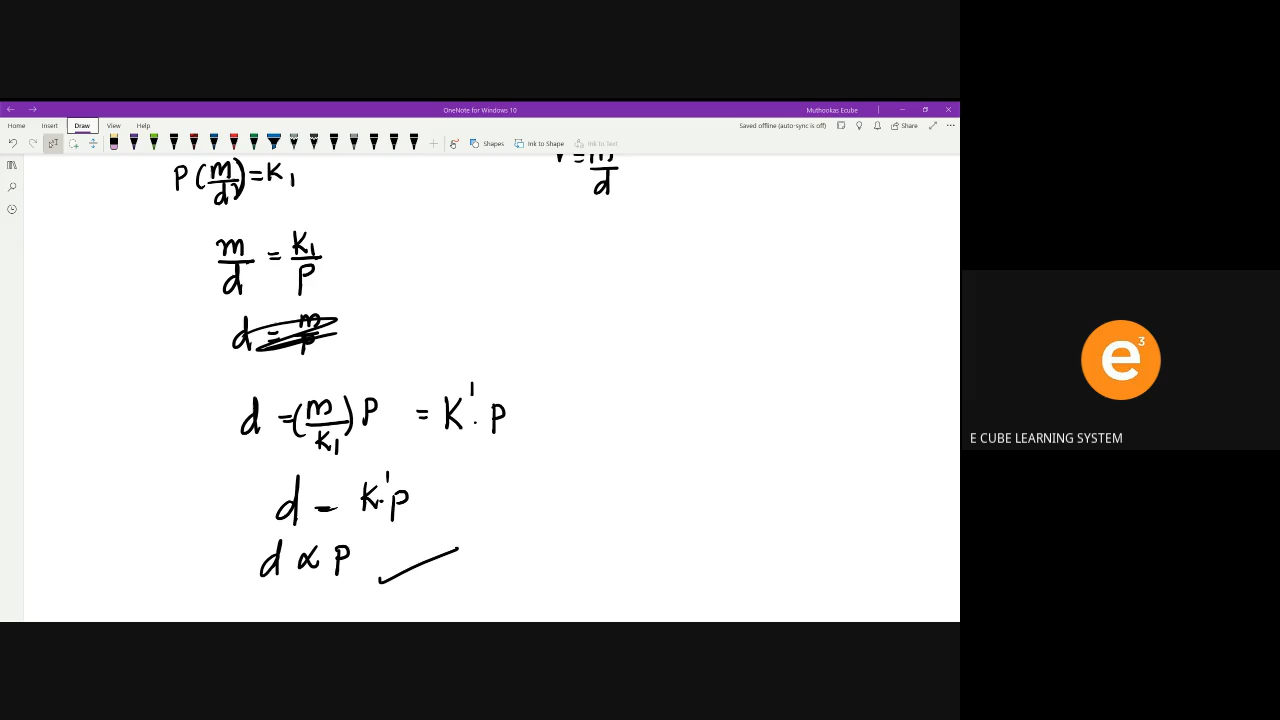 OneNote for Windows 10
Muthookas Ecube
Home Insert Draw View Help
Saved offline (auto-sync is off)
Share
Shapes Ink to Shape Ink to Text
P(m/d) = K₁
V = m/d
m/d = K₁/P
d = m/P
d = (m/K₁) P = K' . P
d = K'.P
d ∝ P
e³
E CUBE LEARNING SYSTEM